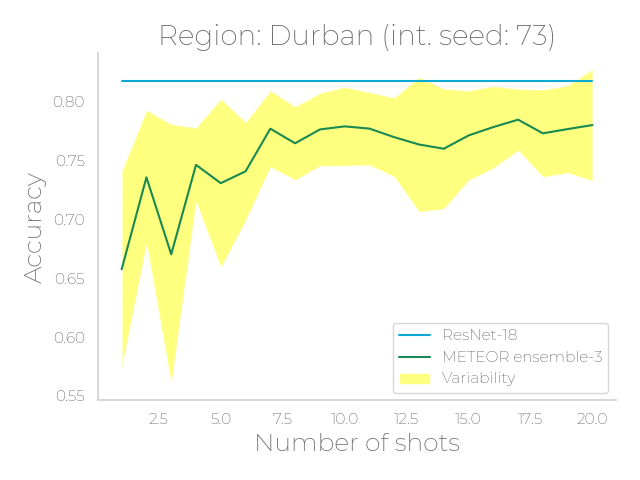 Region: Durban (int. seed: 73)
Accuracy
0.80
0.75
0.70
0.65
0.60
0.55
ResNet-18
METEOR ensemble-3
Variability
2.5 5.0 7.5 10.0 12.5 15.0 17.5 20.0
Number of shots